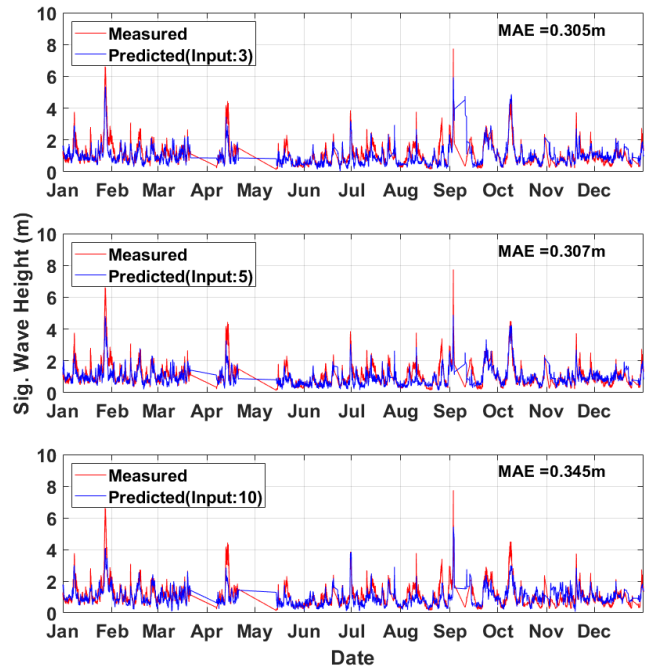 10
8
6
4
2
0
Measured
Predicted(Input:3)
MAE =0.305m
Jan Feb Mar Apr May Jun Jul Aug Sep Oct Nov Dec
Sig. Wave Height (m)
10
8
6
4
2
0
Measured
Predicted(Input:5)
MAE =0.307m
Jan Feb Mar Apr May Jun Jul Aug Sep Oct Nov Dec
10
8
6
4
2
0
Measured
Predicted(Input:10)
MAE =0.345m
Jan Feb Mar Apr May Jun Jul Aug Sep Oct Nov Dec
Date